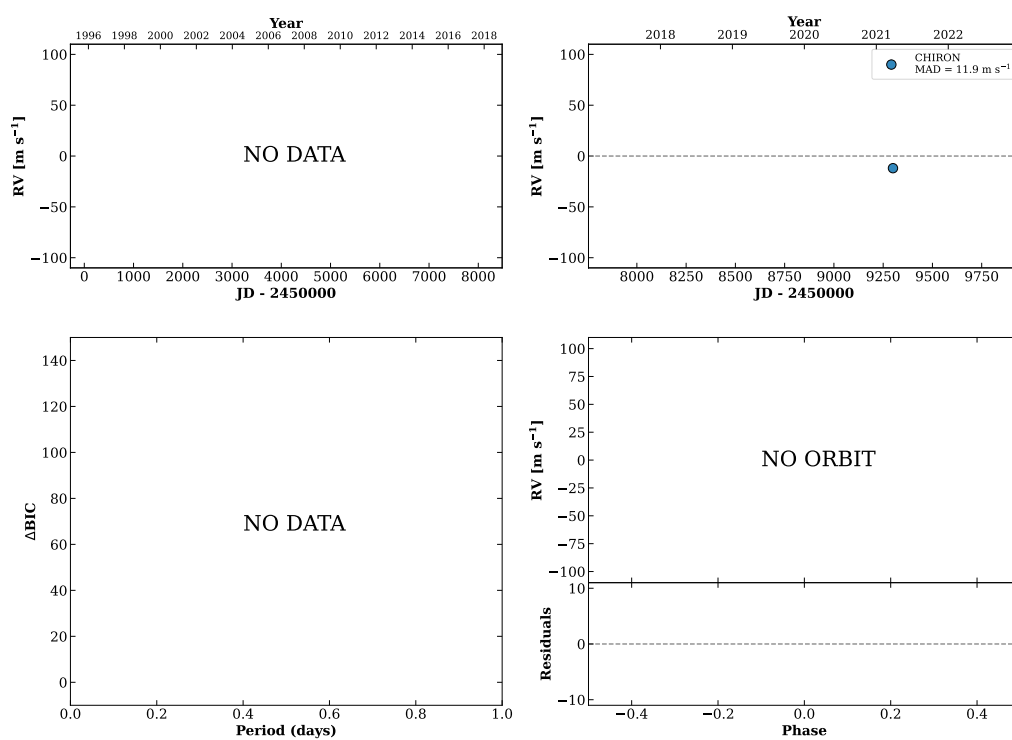 Year
1996 1998 2000 2002 2004 2006 2008 2010 2012 2014 2016 2018
100
50
0
−50
−100
RV [m s⁻¹]
NO DATA
0 1000 2000 3000 4000 5000 6000 7000 8000
JD - 2450000
Year
2018 2019 2020 2021 2022
CHIRON
MAD = 11.9 m s⁻¹
100
50
0
−50
−100
RV [m s⁻¹]
8000 8250 8500 8750 9000 9250 9500 9750
JD - 2450000
140
120
100
80
60
40
20
0
ΔBIC
NO DATA
0.0 0.2 0.4 0.6 0.8 1.0
Period (days)
100
75
50
25
0
−25
−50
−75
−100
RV [m s⁻¹]
NO ORBIT
10
0
−10
Residuals
−0.4 −0.2 0.0 0.2 0.4
Phase